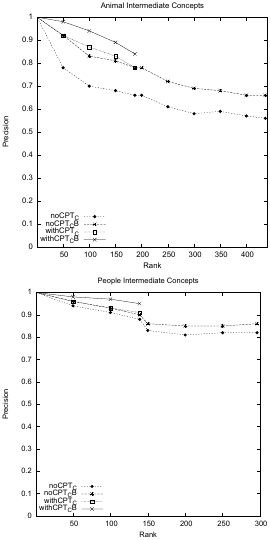 Animal Intermediate Concepts
1
0.9
0.8
0.7
0.6
0.5
0.4
0.3
0.2
0.1
0
Precision
noCPT_C
noCPT_CB
withCPT_C
withCPT_CB
50 100 150 200 250 300 350 400
Rank
People Intermediate Concepts
1
0.9
0.8
0.7
0.6
0.5
0.4
0.3
0.2
0.1
0
Precision
noCPT_C
noCPT_CB
withCPT_C
withCPT_CB
50 100 150 200 250 300
Rank